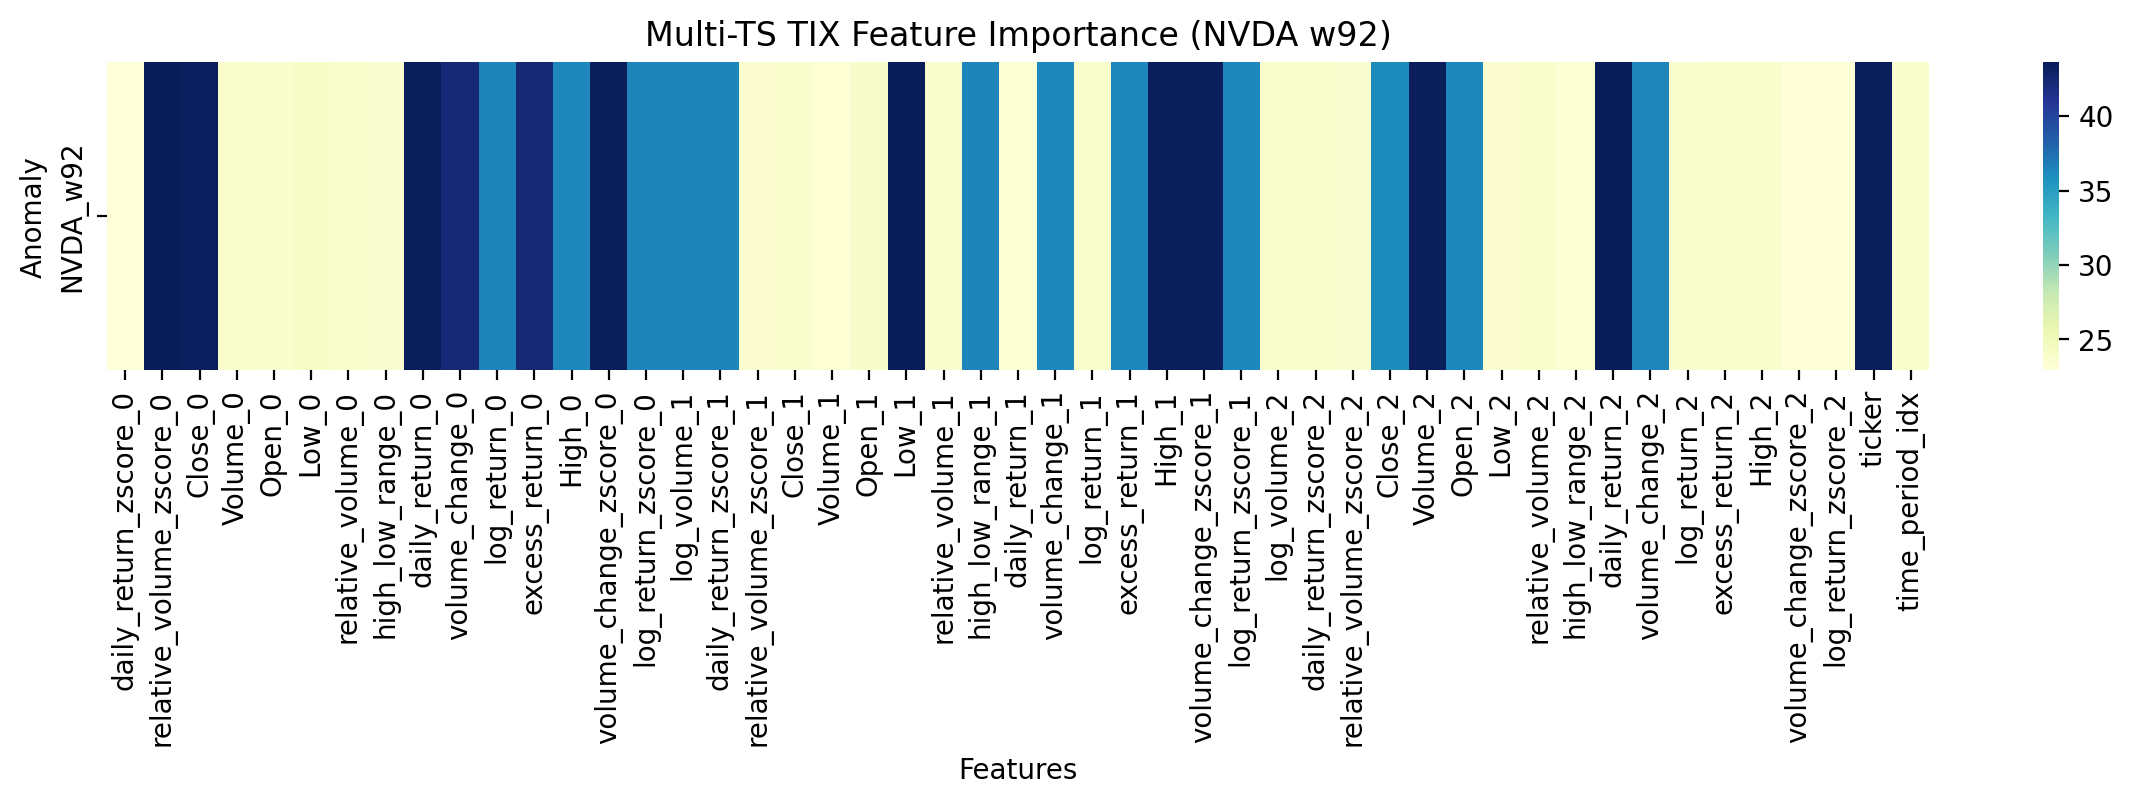 Multi-TS TIX Feature Importance (NVDA w92)
Anomaly
NVDA_w92
40
35
30
25
daily_return_zscore_0
relative_volume_zscore_0
Close_0
Volume_0
Open_0
Low_0
relative_volume_0
high_low_range_0
daily_return_0
volume_change_0
log_return_0
excess_return_0
High_0
volume_change_zscore_0
log_return_zscore_0
log_volume_1
daily_return_zscore_1
relative_volume_zscore_1
Close_1
Volume_1
Open_1
Low_1
relative_volume_1
high_low_range_1
daily_return_1
volume_change_1
log_return_1
excess_return_1
High_1
volume_change_zscore_1
log_return_zscore_1
log_volume_2
daily_return_zscore_2
relative_volume_zscore_2
Close_2
Volume_2
Open_2
Low_2
relative_volume_2
high_low_range_2
daily_return_2
volume_change_2
log_return_2
excess_return_2
High_2
volume_change_zscore_2
log_return_zscore_2
ticker
time_period_idx
Features